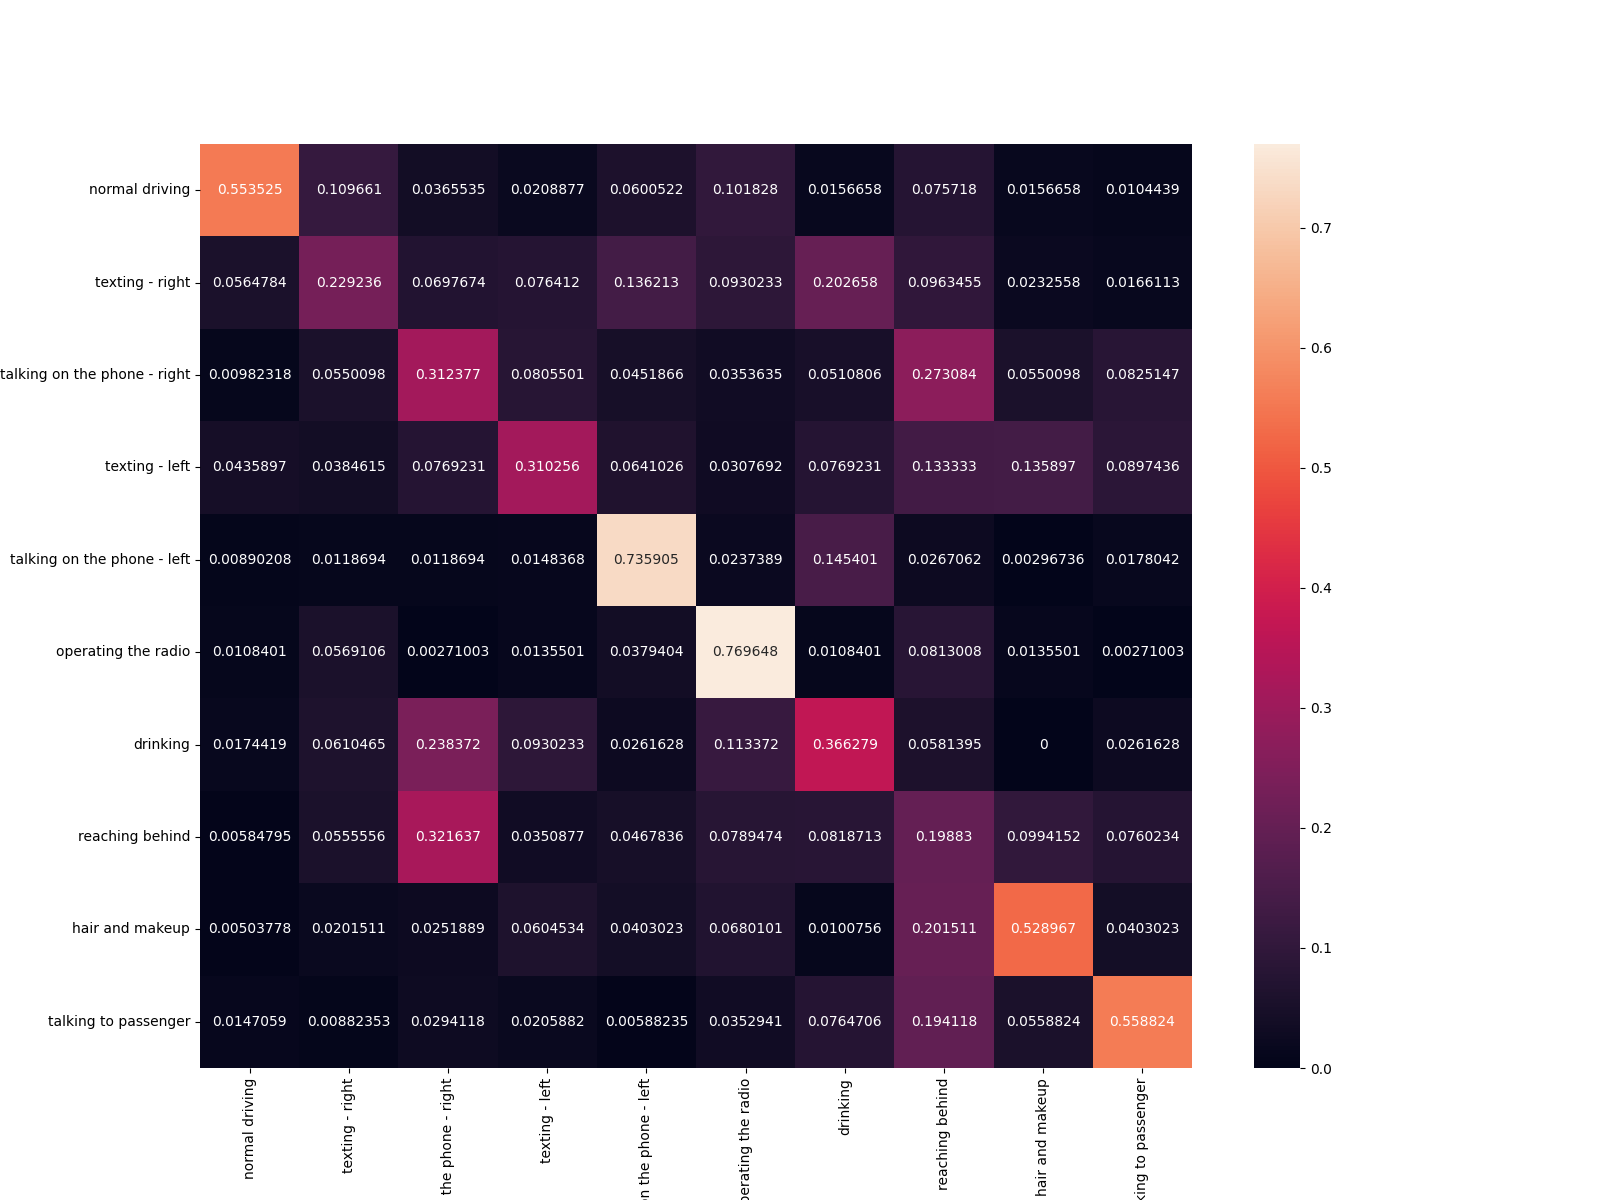 normal driving 0.553525 0.109661 0.0365535 0.0208877 0.0600522 0.101828 0.0156658 0.075718 0.0156658 0.0104439
0.7
texting - right 0.0564784 0.229236 0.0697674 0.076412 0.136213 0.0930233 0.202658 0.0963455 0.0232558 0.0166113
0.6
talking on the phone - right 0.00982318 0.0550098 0.312377 0.0805501 0.0451866 0.0353635 0.0510806 0.273084 0.0550098 0.0825147
texting - left 0.0435897 0.0384615 0.0769231 0.310256 0.0641026 0.0307692 0.0769231 0.133333 0.135897 0.0897436
0.5
talking on the phone - left 0.00890208 0.0118694 0.0118694 0.0148368 0.735905 0.0237389 0.145401 0.0267062 0.00296736 0.0178042
0.4
operating the radio 0.0108401 0.0569106 0.00271003 0.0135501 0.0379404 0.769648 0.0108401 0.0813008 0.0135501 0.00271003
0.3
drinking 0.0174419 0.0610465 0.238372 0.0930233 0.0261628 0.113372 0.366279 0.0581395 0 0.0261628
0.2
reaching behind 0.00584795 0.0555556 0.321637 0.0350877 0.0467836 0.0789474 0.0818713 0.19883 0.0994152 0.0760234
hair and makeup 0.00503778 0.0201511 0.0251889 0.0604534 0.0403023 0.0680101 0.0100756 0.201511 0.528967 0.0403023
0.1
talking to passenger 0.0147059 0.00882353 0.0294118 0.0205882 0.00588235 0.0352941 0.0764706 0.194118 0.0558824 0.558824
0.0
normal driving
texting - right
the phone - right
texting - left
on the phone - left
perating the radio
drinking
reaching behind
hair and makeup
king to passenger